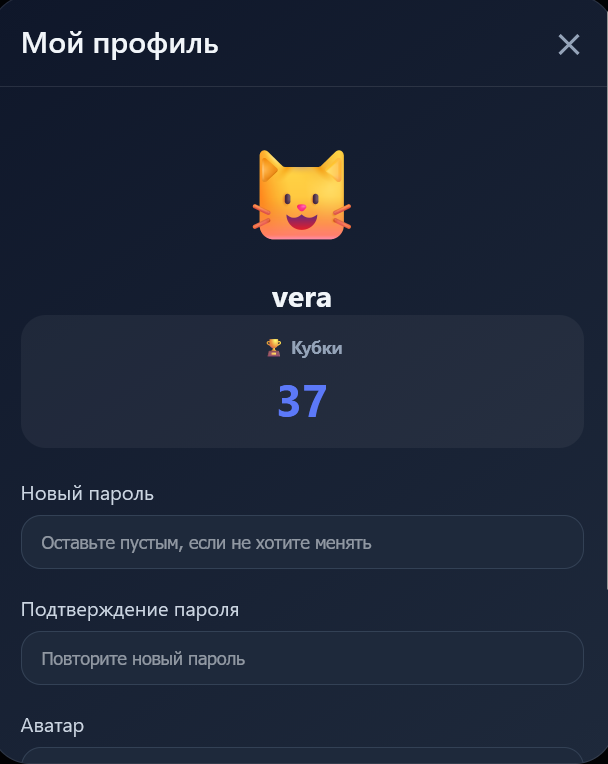 Мой профиль
vera
Кубки
37
Новый пароль
Оставьте пустым, если не хотите менять
Подтверждение пароля
Повторите новый пароль
Аватар